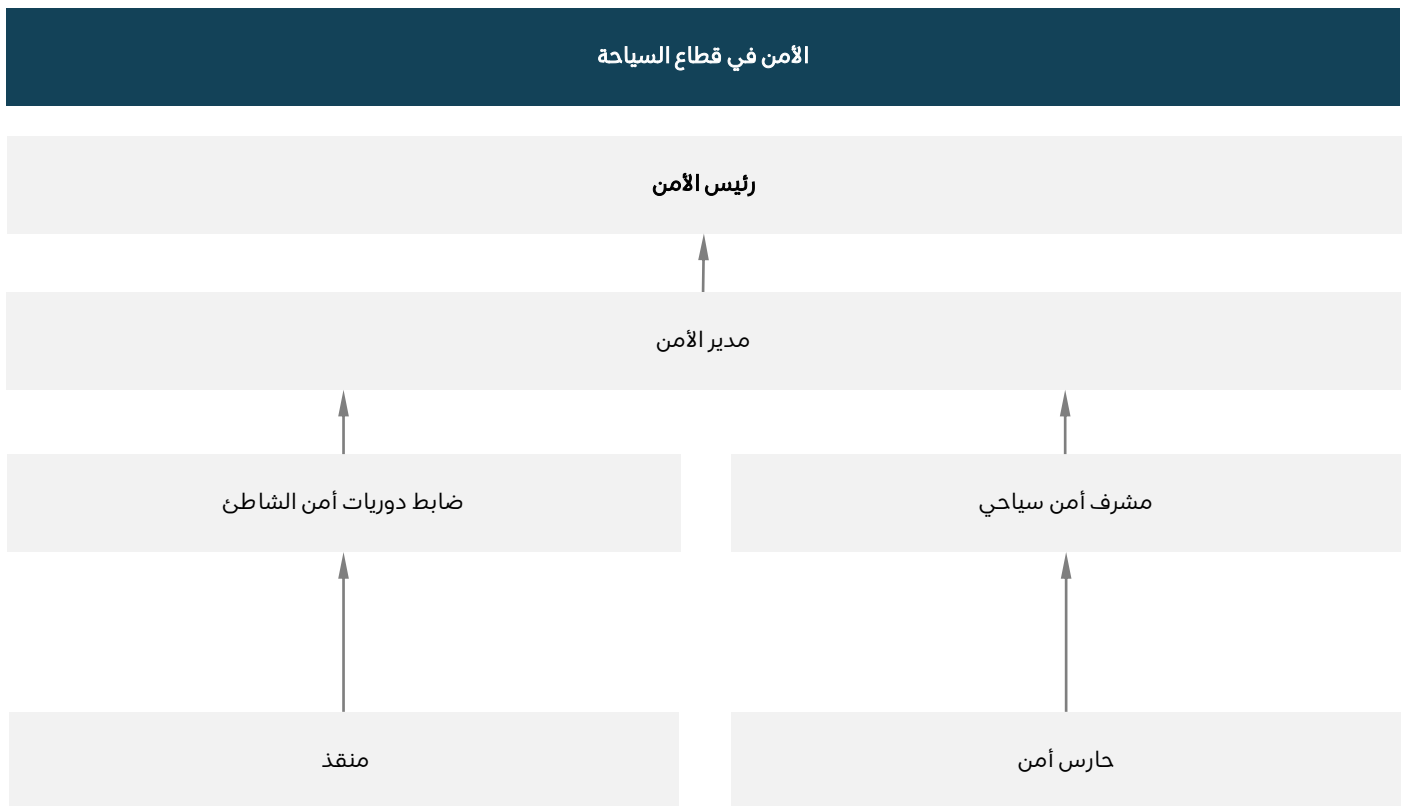 الأمن في قطاع السياحة
رئيس الأمن
مدير الأمن
مشرف أمن سياحي
ضابط دوريات أمن الشاطئ
حارس أمن
منقذ